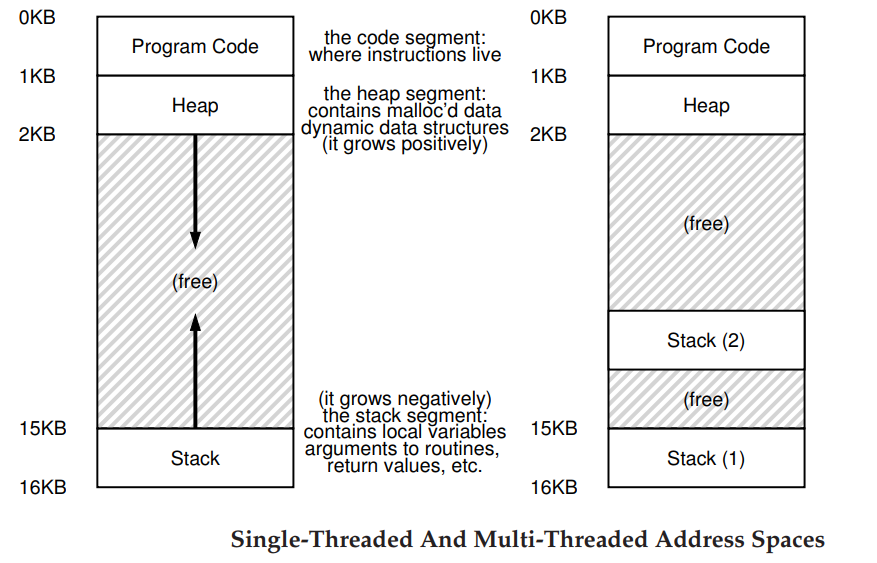 0KB
Program Code
the code segment:
where instructions live
1KB
Heap
the heap segment:
contains malloc'd data
dynamic data structures
(it grows positively)
2KB
(free)
(it grows negatively)
the stack segment:
contains local variables
arguments to routines,
return values, etc.
15KB
Stack
16KB
0KB
Program Code
1KB
Heap
2KB
(free)
Stack (2)
(free)
15KB
Stack (1)
16KB
Single-Threaded And Multi-Threaded Address Spaces